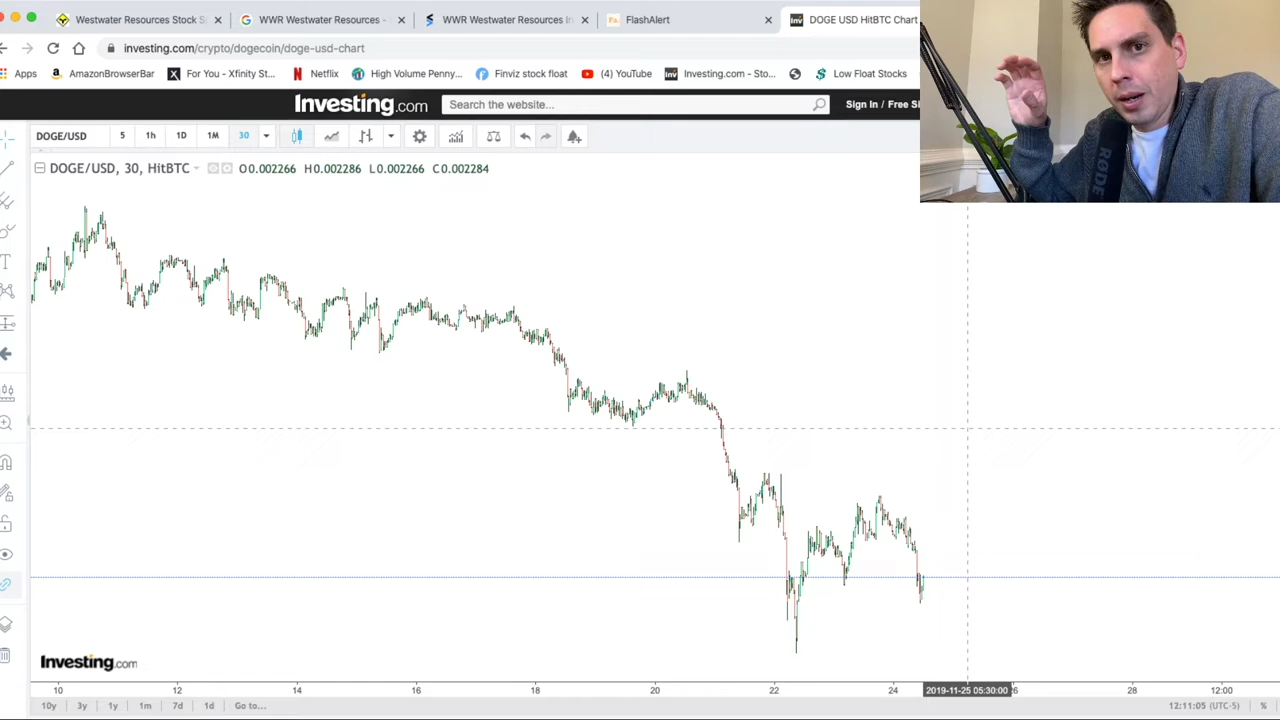 Westwater Resources Stock S
WWR Westwater Resources -
WWR Westwater Resources In
Fa.
FlashAlert
Inv
DOGE USD HitBTC Chart
investing.com/crypto/dogecoin/doge-usd-chart
Apps
AmazonBrowserBar
For You - Xfinity St...
Netflix
High Volume Penny...
Finviz stock float
(4) YouTube
Inv
Investing.com - Sto...
Low Float Stocks
Investing.com
Search the website...
Sign In / Free Si
DOGE/USD
5
1h
1D
1M
30
DOGE/USD, 30, HitBTC
O0.002266 H0.002286 L0.002266 C0.002284
RODE
Investing.com
10
12
14
16
18
20
22
24
2019-11-25 05:30:00
26
28
12:00
10y
3y
1y
1m
7d
1d
Go to...
12:11:05 (UTC-5)
%